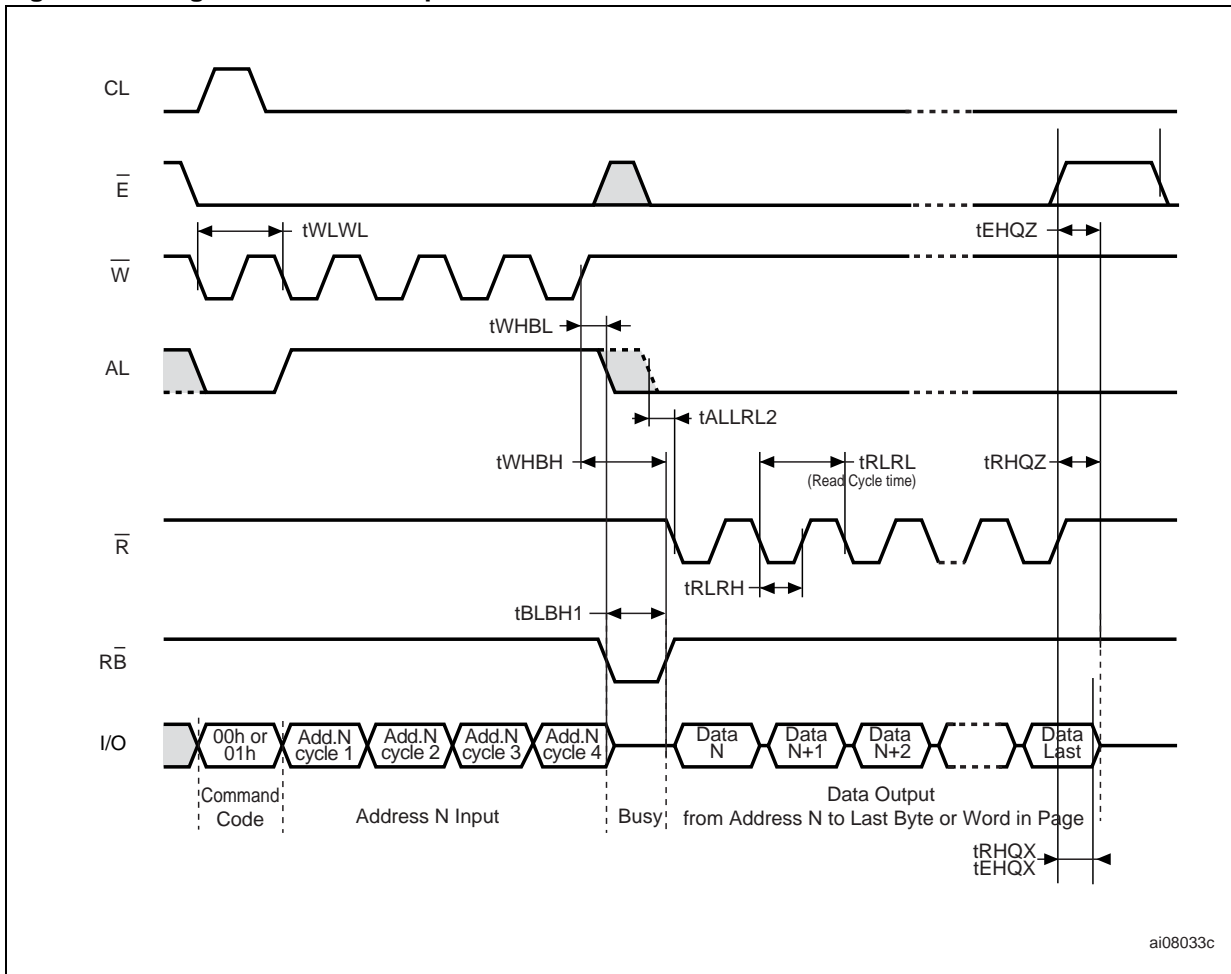 CL
E
tWLWL
tEHQZ
W
tWHBL
AL
tALLRL2
tWHBH
tRLRL
(Read Cycle time)
tRHQZ
R
tRLRH
tBLBH1
RB
I/O
00h or
01h
Add.N
cycle 1
Add.N
cycle 2
Add.N
cycle 3
Add.N
cycle 4
Data
N
Data
N+1
Data
N+2
Data
Last
Command
Code
Address N Input
Busy
Data Output
from Address N to Last Byte or Word in Page
tRHQX
tEHQX
ai08033c